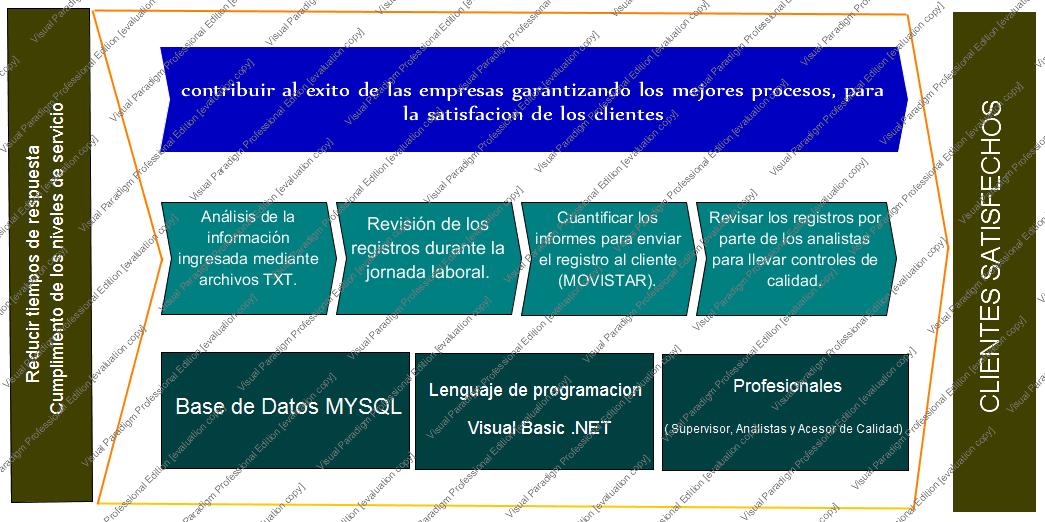 Reducir tiempos de respuesta
Cumplimiento de los niveles de servicio
contribuir al exito de las empresas garantizando los mejores procesos, para
la satisfacion de los clientes
Análisis de la
información
ingresada mediante
archivos TXT.
Revisión de los
registros durante la
jornada laboral.
Cuantificar los
informes para enviar
el registro al cliente
(MOVISTAR).
Revisar los registros por
parte de los analistas
para llevar controles de
calidad.
Base de Datos MYSQL
Lenguaje de programacion
Visual Basic .NET
Profesionales
( Supervisor, Analistas y Acesor de Calidad)
CLIENTES SATISFECHOS
Visual Paradigm Professional Edition [evaluation copy]